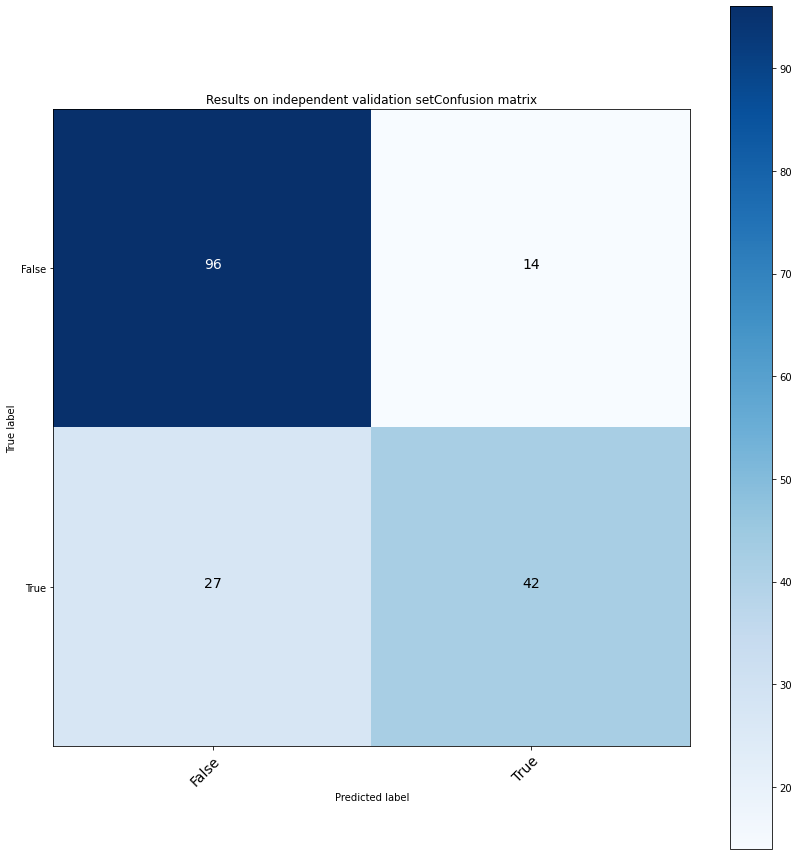 Results on independent validation setConfusion matrix
True label
False
96
14
True
27
42
False
True
Predicted label
90
80
70
60
50
40
30
20